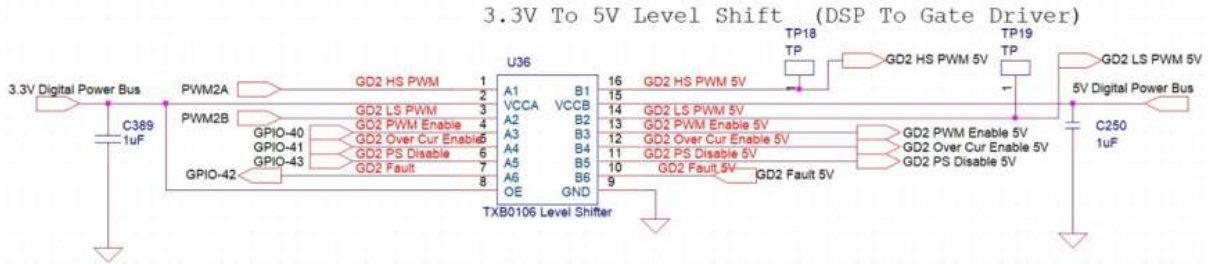 3.3V To 5V Level Shift (DSP To Gate Driver)
TP18 TP19
TP TP
U36
GD2 HS PWM 5V GD2 LS PWM 5V
3.3V Digital Power Bus PWM2A GD2 HS PWM 1 A1 B1 16 GD2 HS PWM 5V 1 1 5V Digital Power Bus
2 VCCA VCCB 15
PWM2B GD2 LS PWM 3 A2 B2 14 GD2 LS PWM 5V
C389 GPIO-40 GD2 PWM Enable 4 A3 B3 13 GD2 PWM Enable 5V GD2 PWM Enable 5V C250
1uF GPIO-41 GD2 Over Cur Enable 5 A4 B4 12 GD2 Over Cur Enable 5V GD2 Over Cur Enable 5V 1uF
GPIO-43 GD2 PS Disable 6 A5 B5 11 GD2 PS Disable 5V GD2 PS Disable 5V
GPIO-42 GD2 Fault 7 A6 B6 10 GD2 Fault 5V GD2 Fault 5V
8 OE GND 9
TXB0106 Level Shifter